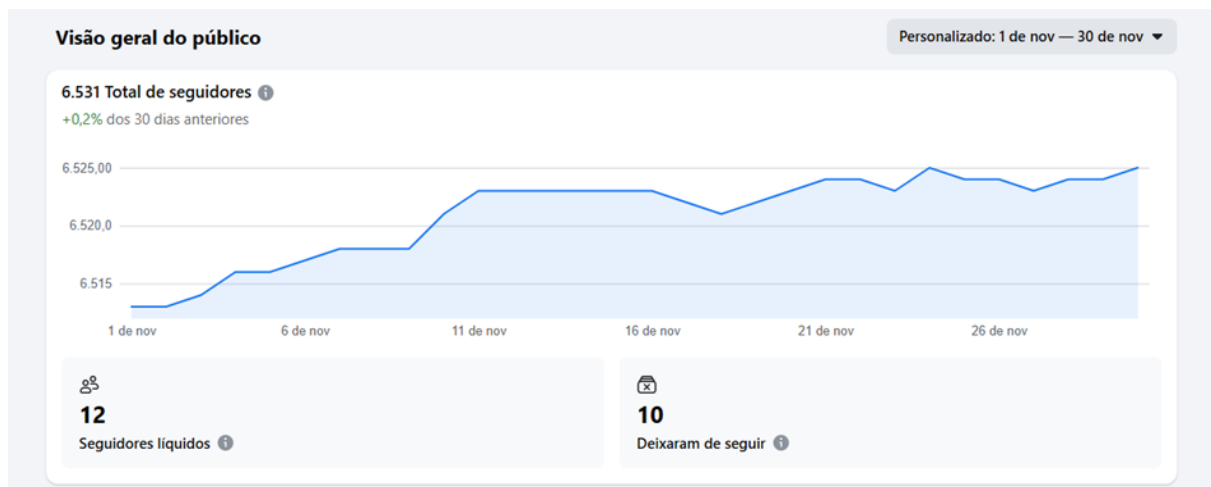 Visão geral do público
Personalizado: 1 de nov — 30 de nov
6.531 Total de seguidores
+0,2% dos 30 dias anteriores
6.525,00
6.520,0
6.515
1 de nov 6 de nov 11 de nov 16 de nov 21 de nov 26 de nov
12
Seguidores líquidos
10
Deixaram de seguir